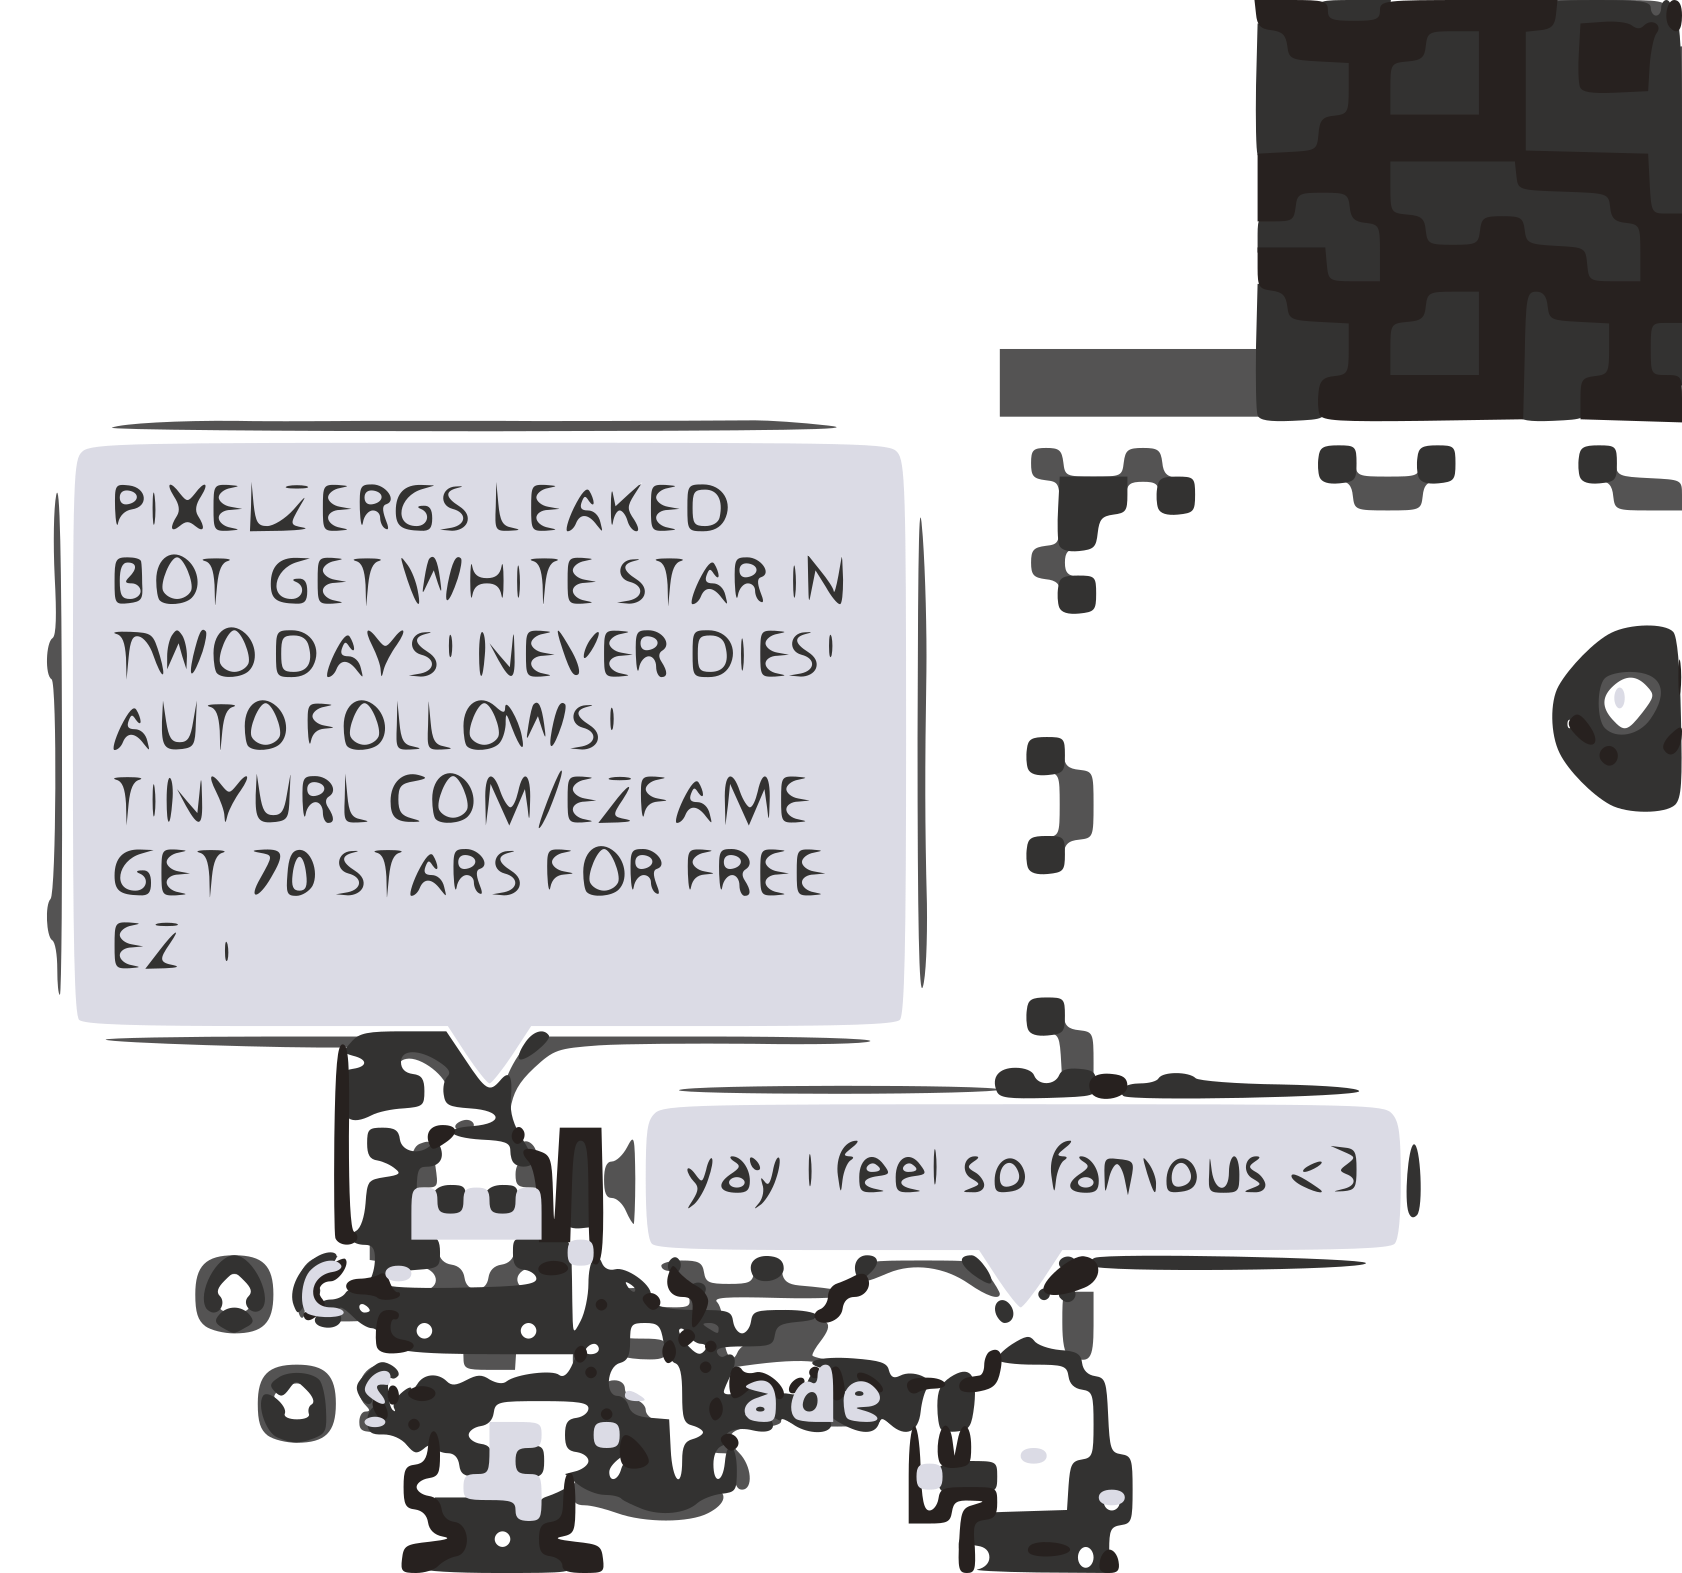 PIXELZERGS LEAKED
BOT GET WHITE STAR IN
TWO DAYS! NEVER DIES!
AUTO FOLLOWS!
TINYURL COM/EZFAME
GET 70 STARS FOR FREE
EZ !
yay i feel so famous <3
ade